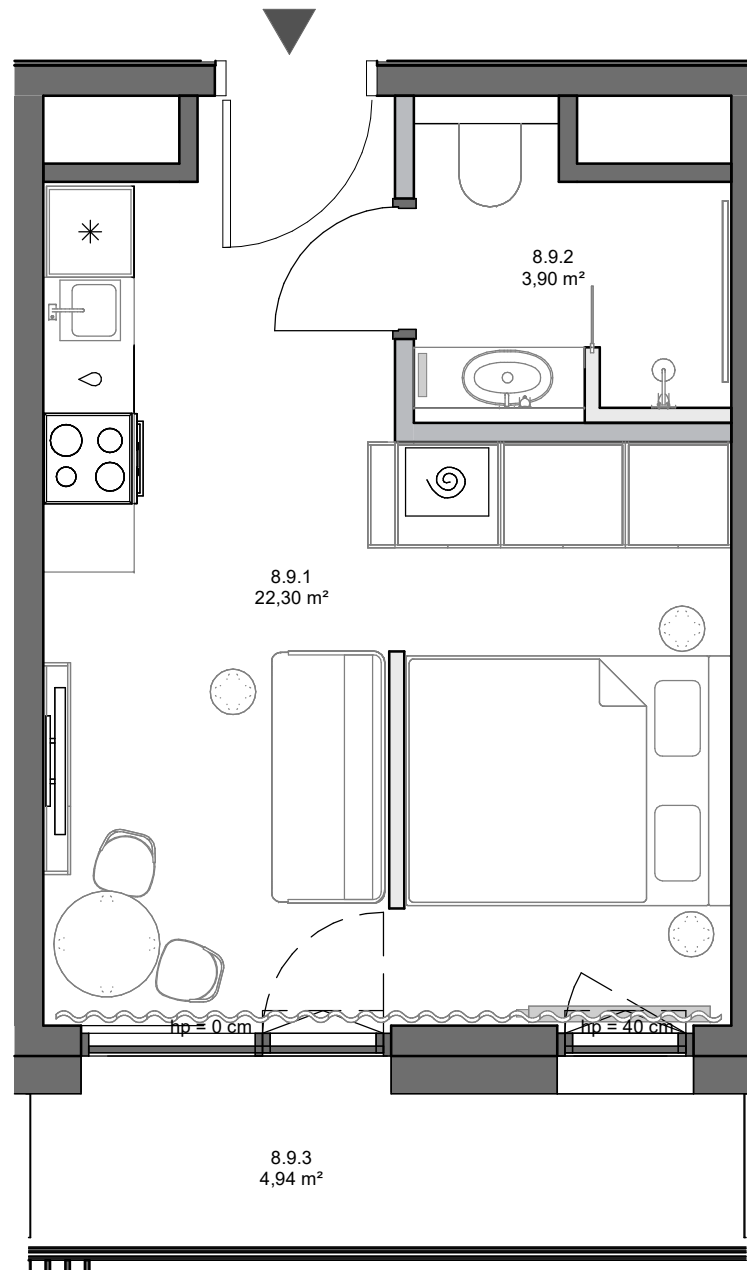 8.9.2
3,90 m²
8.9.1
22,30 m²
hp = 0 cm
hp = 40 cm
8.9.3
4,94 m²